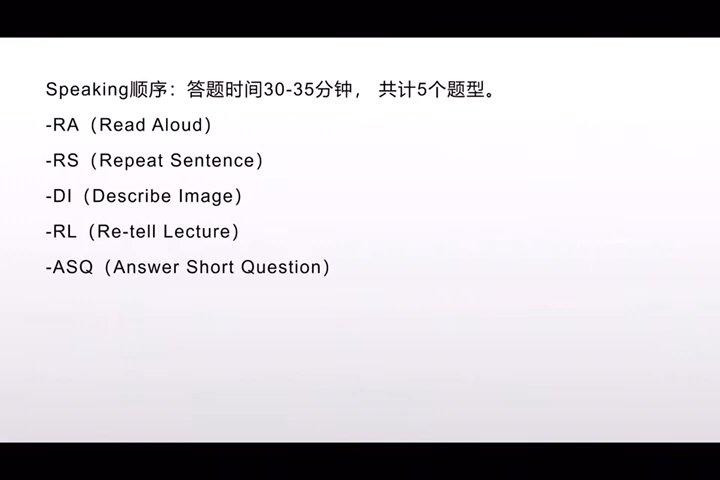 Speaking顺序：答题时间30-35分钟， 共计5个题型。
-RA（Read Aloud）
-RS（Repeat Sentence）
-DI（Describe Image）
-RL（Re-tell Lecture）
-ASQ（Answer Short Question）